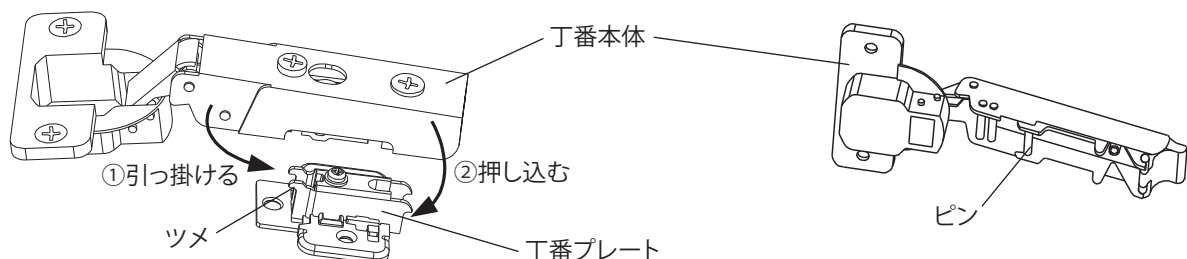 丁番本体
①引っ掛ける
②押し込む
ツメ
丁番プレート
ピン